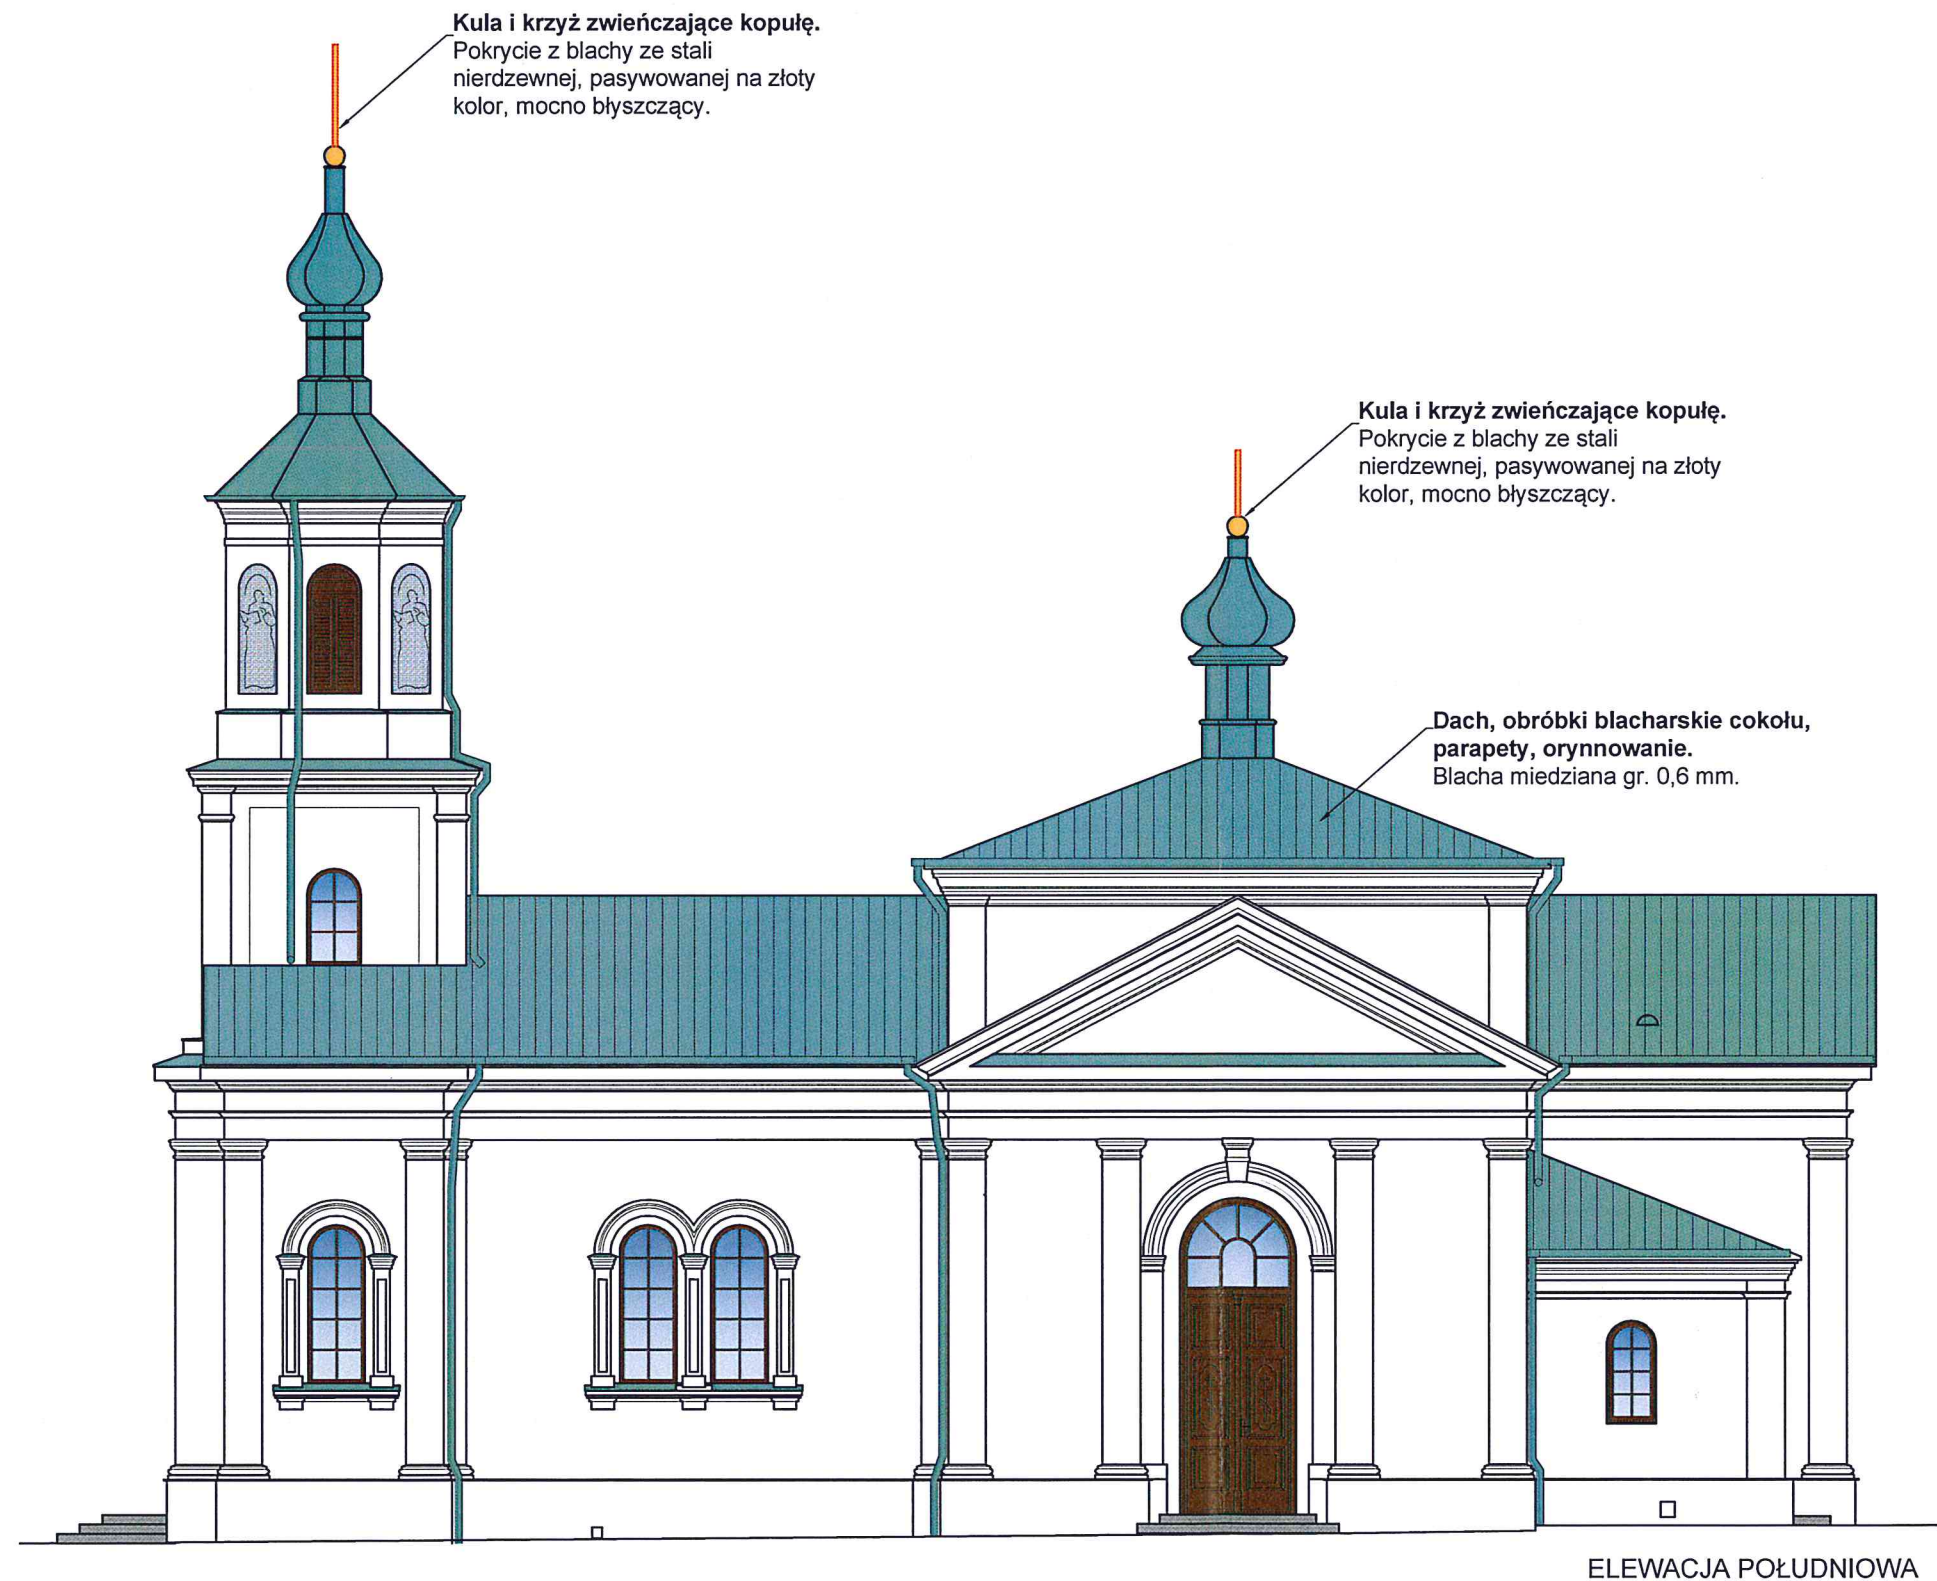 Kula i krzyż zwieńczające kopułę.
Pokrycie z blachy ze stali
nierdzewnej, pasywowanej na złoty
kolor, mocno błyszczący.
Kula i krzyż zwieńczające kopułę.
Pokrycie z blachy ze stali
nierdzewnej, pasywowanej na złoty
kolor, mocno błyszczący.
Dach, obróbki blacharskie cokołu,
parapety, orynnowanie.
Blacha miedziana gr. 0,6 mm.
ELEWACJA POŁUDNIOWA